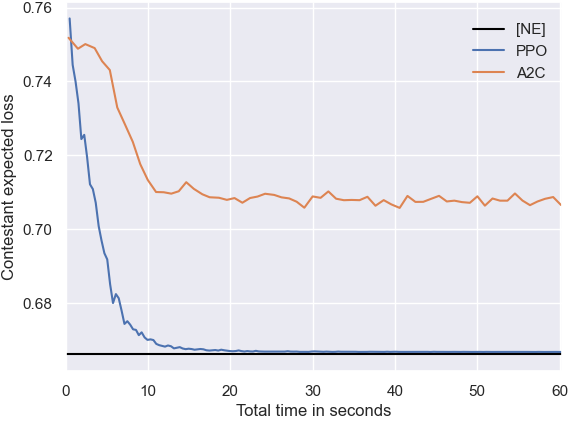 0.76
0.74
0.72
0.70
0.68
Contestant expected loss
[NE]
PPO
A2C
0 10 20 30 40 50 60
Total time in seconds